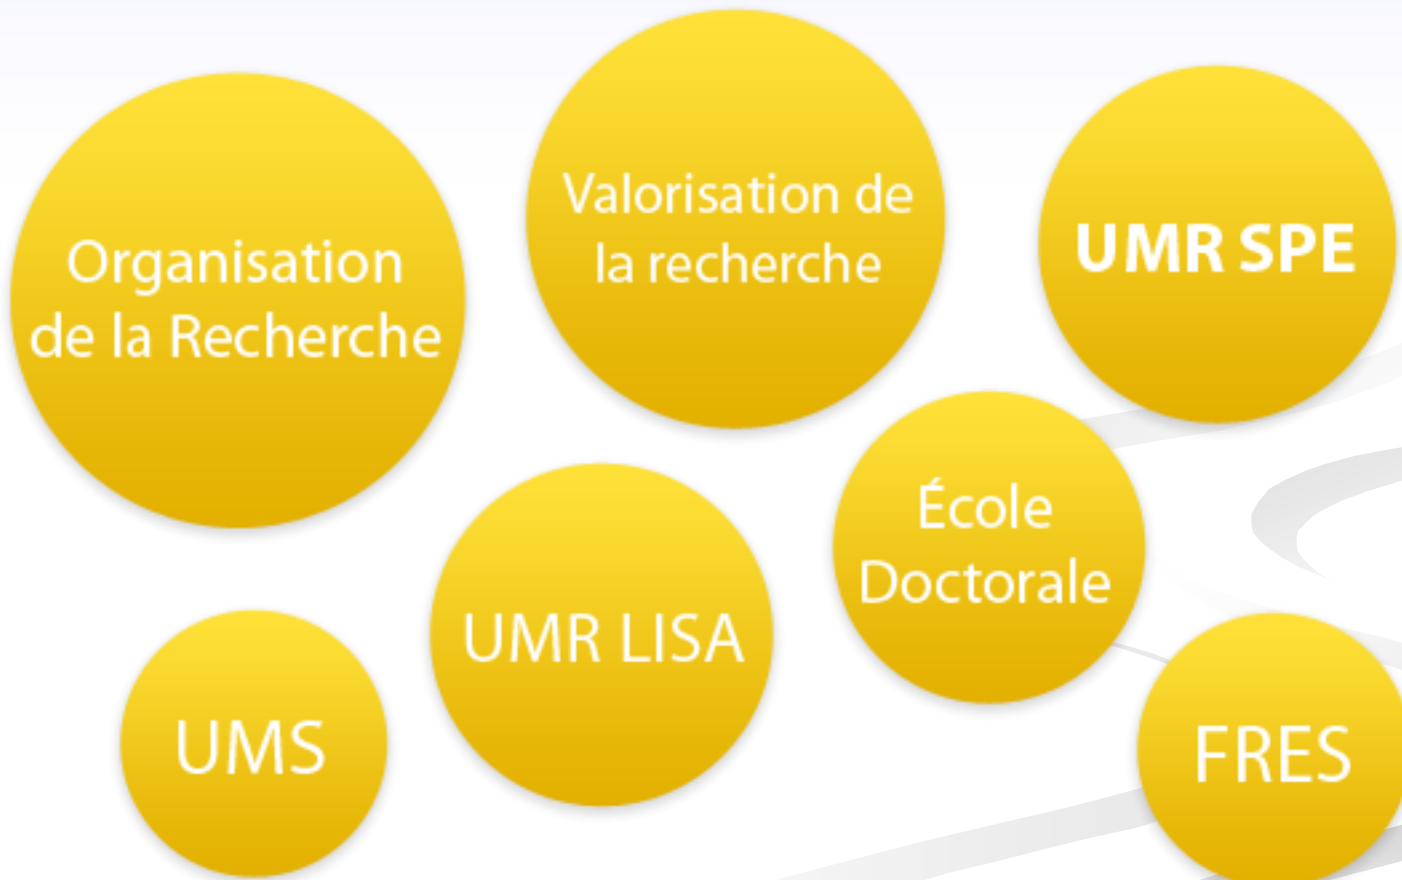 Organisation
de la Recherche
Valorisation de
la recherche
UMR SPE
École
Doctorale
UMR LISA
UMS
FRES